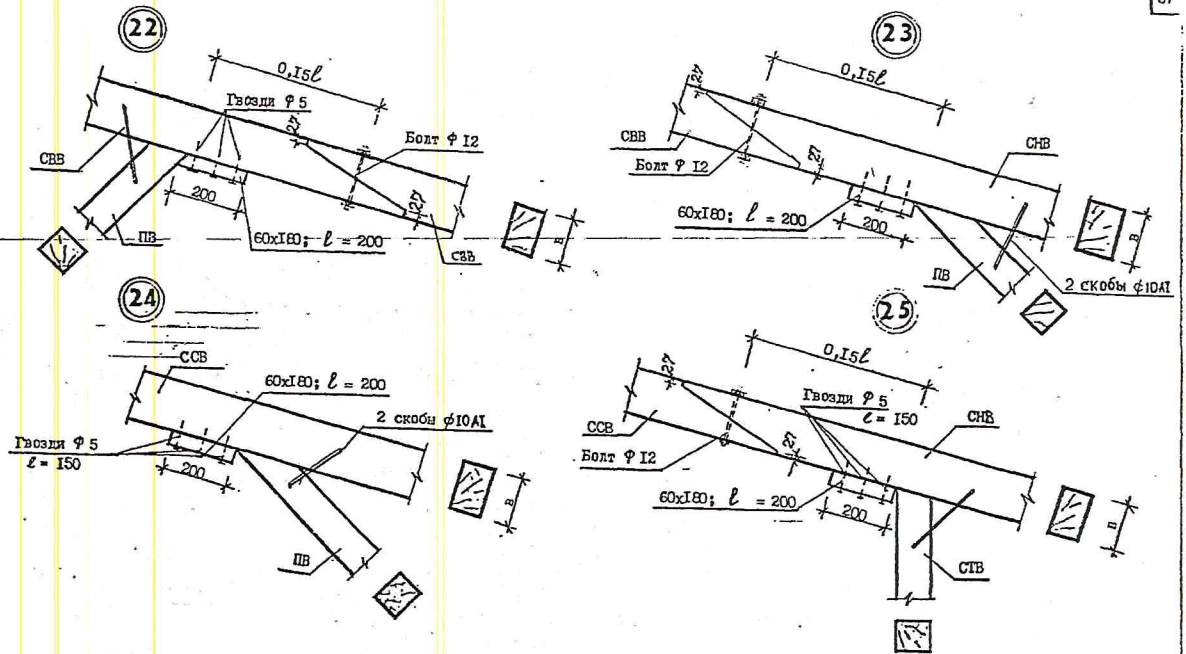 22
0,15ℓ
Гвозди φ 5
27
Болт φ 12
СВВ
200
27
ПВ
60х180; ℓ = 200
СВВ
В
23
0,15ℓ
27
СВВ
СНВ
Болт φ 12
27
60х180; ℓ = 200
200
ПВ
В
2 скобы φ10АI
24
ССВ
60х180; ℓ = 200
2 скобы φ10АI
Гвозди φ 5
ℓ = 150
200
В
ПВ
25
0,15ℓ
27
Гвозди φ 5
ℓ = 150
СНВ
ССВ
Болт φ 12
27
60х180; ℓ = 200
200
СТВ